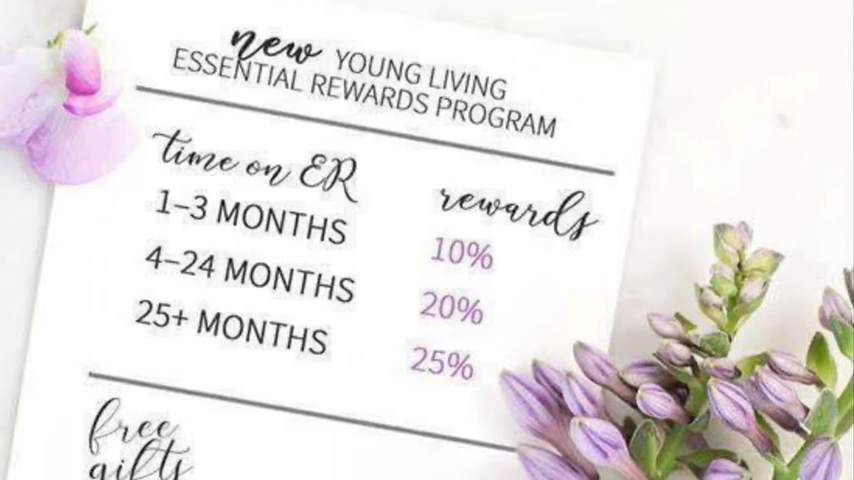 new YOUNG LIVING
ESSENTIAL REWARDS PROGRAM
time on ER rewards
1–3 MONTHS 10%
4–24 MONTHS 20%
25+ MONTHS 25%
free
gifts